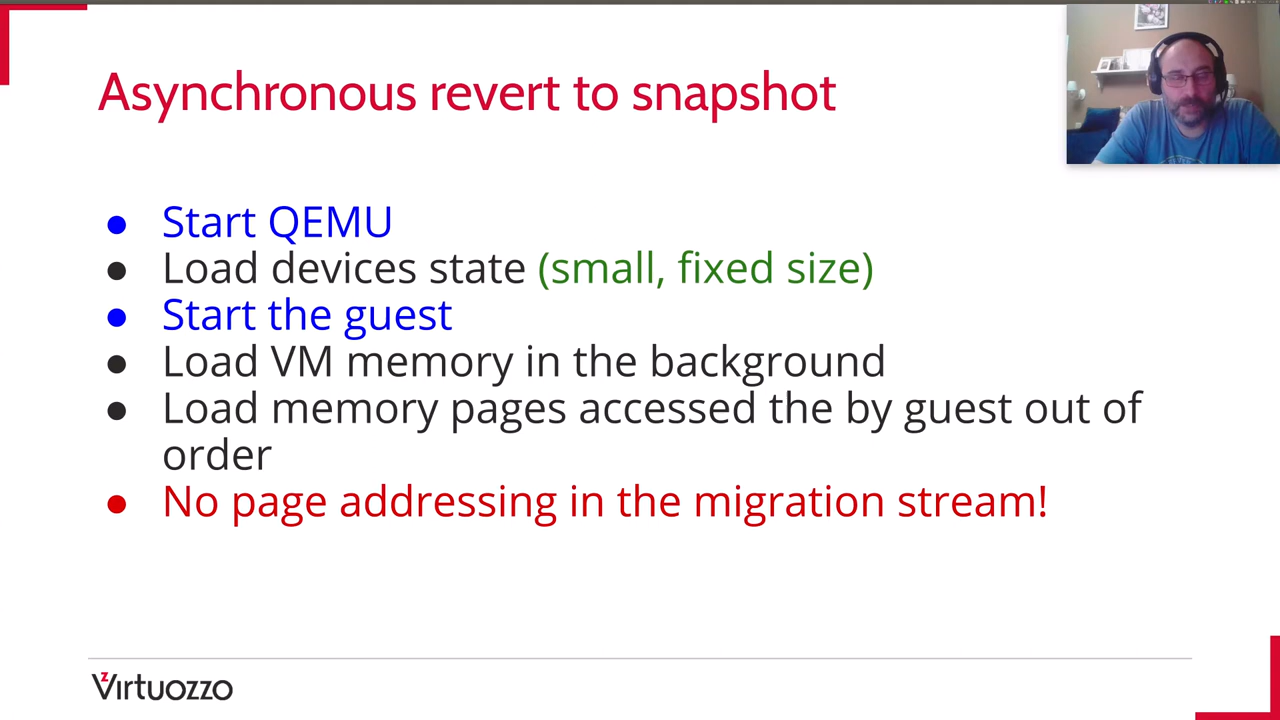 Asynchronous revert to snapshot
● Start QEMU
● Load devices state (small, fixed size)
● Start the guest
● Load VM memory in the background
● Load memory pages accessed the by guest out of
order
● No page addressing in the migration stream!
Virtuozzo